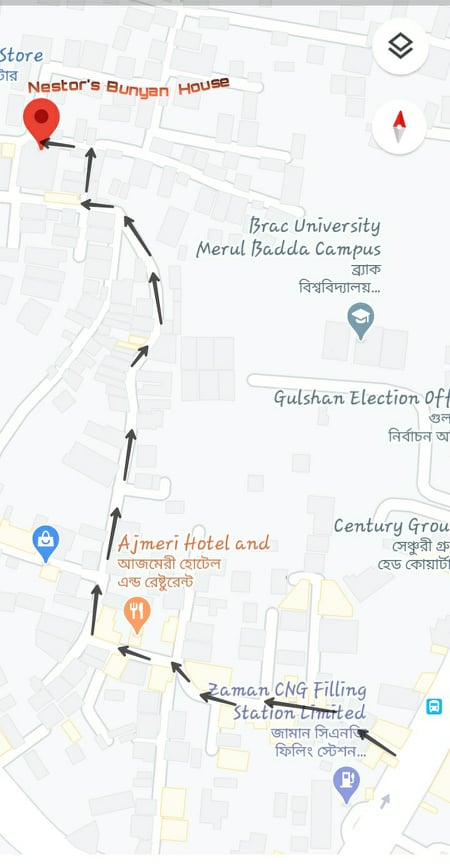 Store
টার
Nestor's Bunyan House
Brac University
Merul Badda Campus
ব্র্যাক
বিশ্ববিদ্যালয়...
Gulshan Election Off
গুল
নির্বাচন অ
Century Grou
সেঞ্চুরী গ্রু
হেড কোয়ার্টা
Ajmeri Hotel and
আজমেরী হোটেল
এন্ড রেষ্টুরেন্ট
Zaman CNG Filling
Station Limited
জামান সিএনজি
ফিলিং স্টেশন...